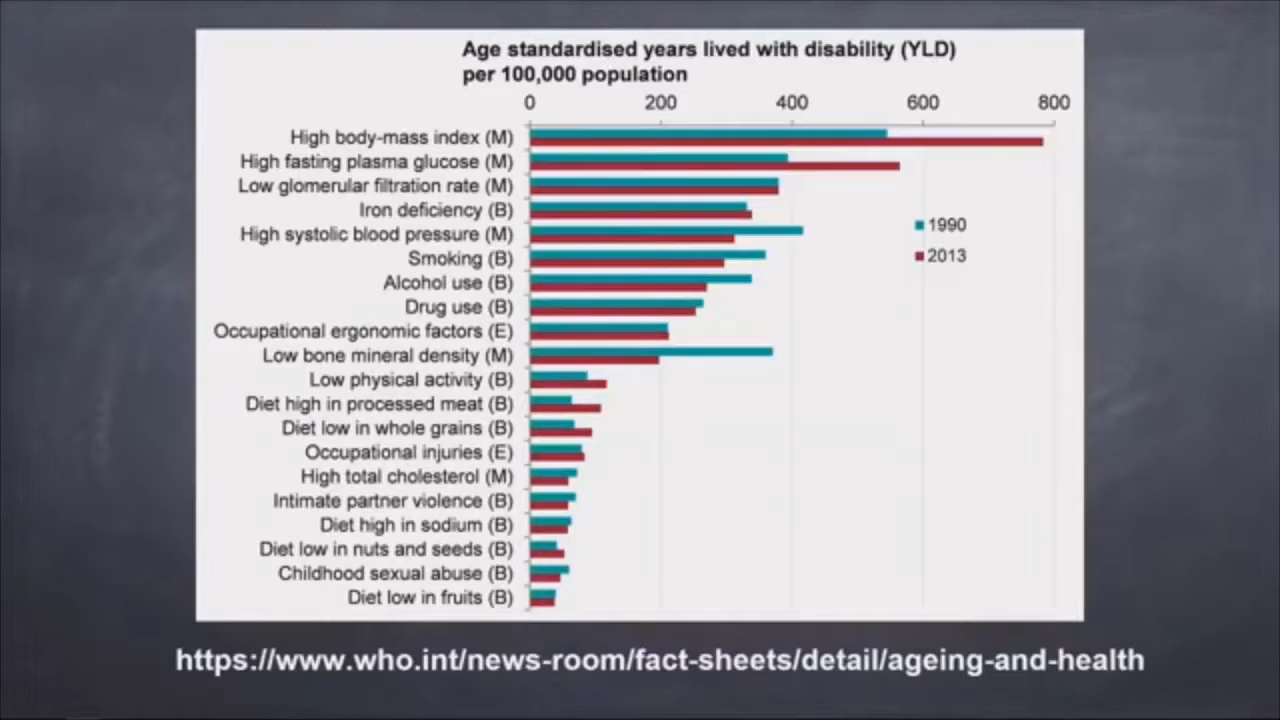 Age standardised years lived with disability (YLD)
per 100,000 population
0 200 400 600 800
High body-mass index (M)
High fasting plasma glucose (M)
Low glomerular filtration rate (M)
Iron deficiency (B)
High systolic blood pressure (M)
1990
Smoking (B)
2013
Alcohol use (B)
Drug use (B)
Occupational ergonomic factors (E)
Low bone mineral density (M)
Low physical activity (B)
Diet high in processed meat (B)
Diet low in whole grains (B)
Occupational injuries (E)
High total cholesterol (M)
Intimate partner violence (B)
Diet high in sodium (B)
Diet low in nuts and seeds (B)
Childhood sexual abuse (B)
Diet low in fruits (B)
https://www.who.int/news-room/fact-sheets/detail/ageing-and-health